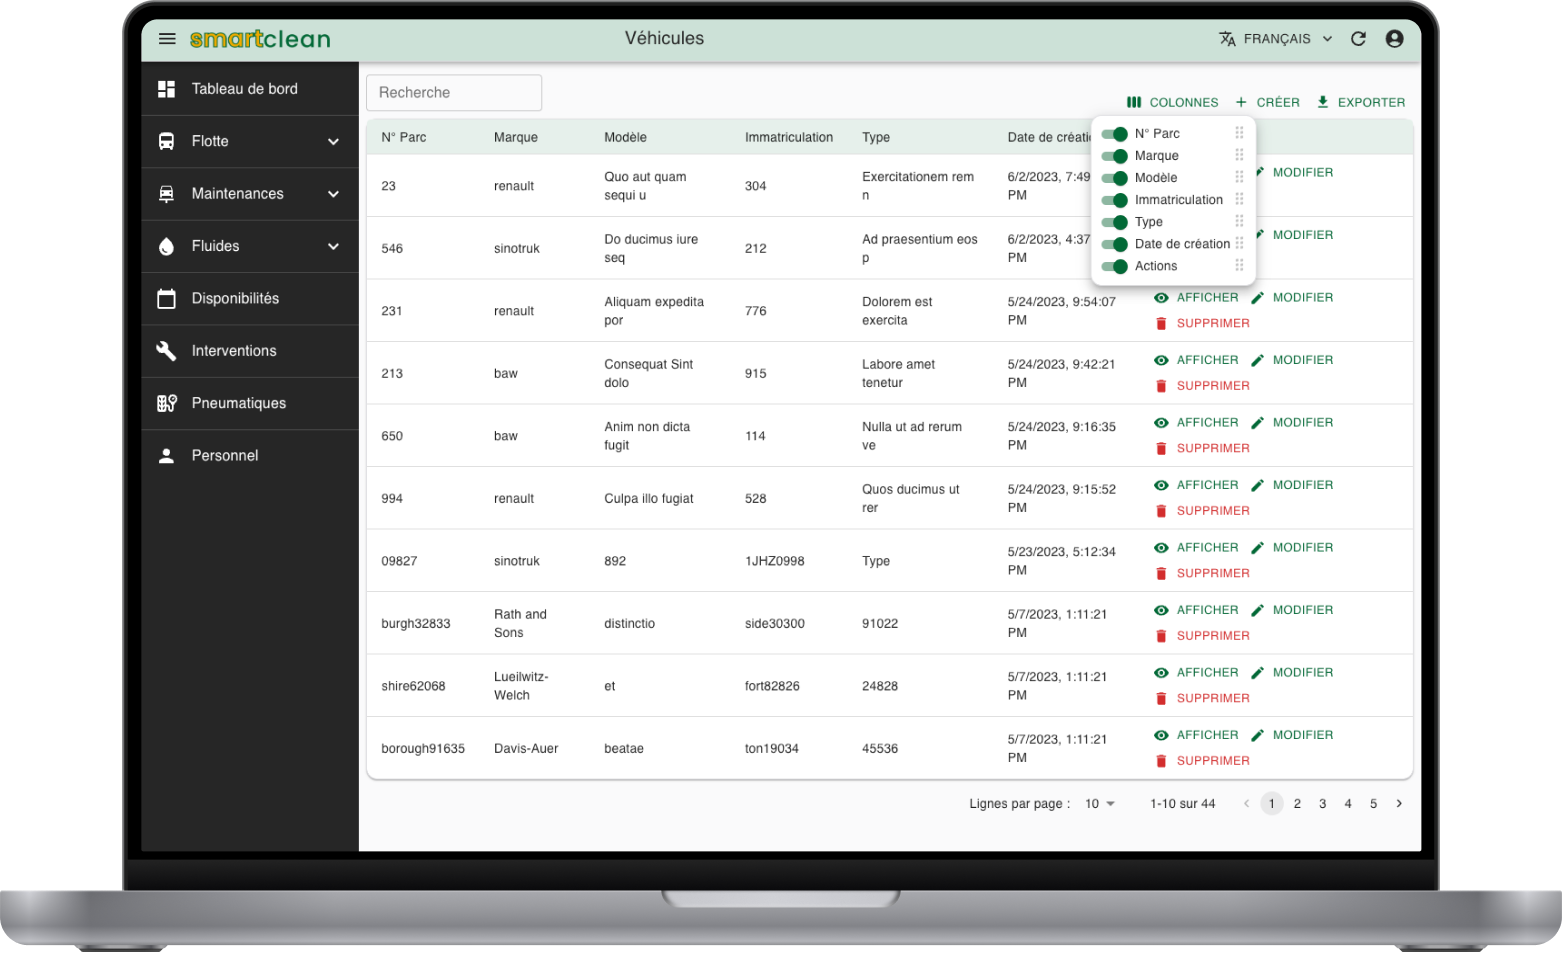 smartclean
Véhicules
FRANÇAIS
Tableau de bord
Flotte
Maintenances
Fluides
Disponibilités
Interventions
Pneumatiques
Personnel
Recherche
COLONNES
CRÉER
EXPORTER
N° Parc
Marque
Modèle
Immatriculation
Type
Date de création
Actions
N° Parc Marque Modèle Immatriculation Type Date de créati
23 renault Quo aut quam 304 Exercitationem rem 6/2/2023, 7:49 MODIFIER
sequi u n PM
546 sinotruk Do ducimus iure 212 Ad praesentium eos 6/2/2023, 4:37 MODIFIER
seq p PM
231 renault Aliquam expedita 776 Dolorem est 5/24/2023, 9:54:07 AFFICHER MODIFIER
por exercita PM SUPPRIMER
213 baw Consequat Sint 915 Labore amet 5/24/2023, 9:42:21 AFFICHER MODIFIER
dolo tenetur PM SUPPRIMER
650 baw Anim non dicta 114 Nulla ut ad rerum 5/24/2023, 9:16:35 AFFICHER MODIFIER
fugit ve PM SUPPRIMER
994 renault Culpa illo fugiat 528 Quos ducimus ut 5/24/2023, 9:15:52 AFFICHER MODIFIER
rer PM SUPPRIMER
09827 sinotruk 892 1JHZ0998 Type 5/23/2023, 5:12:34 AFFICHER MODIFIER
PM SUPPRIMER
burgh32833 Rath and distinctio side30300 91022 5/7/2023, 1:11:21 AFFICHER MODIFIER
Sons PM SUPPRIMER
shire62068 Lueilwitz- et fort82826 24828 5/7/2023, 1:11:21 AFFICHER MODIFIER
Welch PM SUPPRIMER
borough91635 Davis-Auer beatae ton19034 45536 5/7/2023, 1:11:21 AFFICHER MODIFIER
PM SUPPRIMER
Lignes par page : 10 1-10 sur 44 1 2 3 4 5